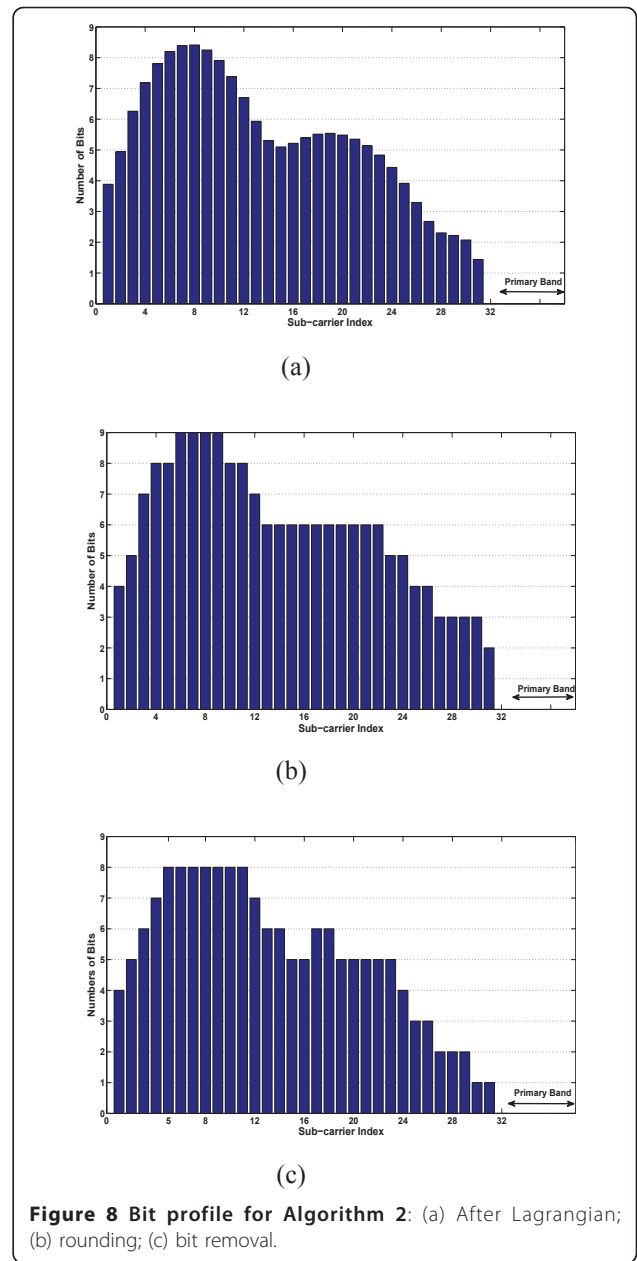 9
8
7
6
5
4
3
2
1
0
Number of Bits
Primary Band
0 4 8 12 16 20 24 28 32
Sub−carrier Index
(a)
9
8
7
6
5
4
3
2
1
0
Number of Bits
Primary Band
4 8 12 16 20 24 28 32
Sub−carrier Index
(b)
9
8
7
6
5
4
3
2
1
0
Numbers of Bits
Primary Band
5 8 12 16 20 24 28 32
Sub−carrier Index
(c)
Figure 8 Bit profile for Algorithm 2: (a) After Lagrangian;
(b) rounding; (c) bit removal.